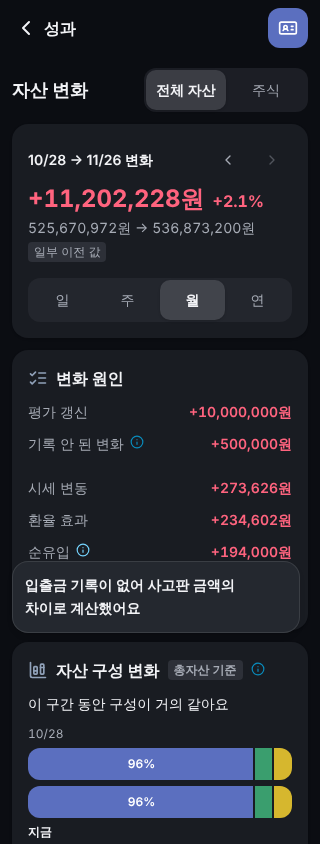 성과
자산 변화
전체 자산
주식
10/28 → 11/26 변화
+11,202,228원 +2.1%
525,670,972원 → 536,873,200원
일부 이전 값
일
주
월
연
변화 원인
평가 갱신 +10,000,000원
기록 안 된 변화 +500,000원
시세 변동 +273,626원
환율 효과 +234,602원
순유입 +194,000원
입출금 기록이 없어 사고판 금액의
차이로 계산했어요
자산 구성 변화 총자산 기준
이 구간 동안 구성이 거의 같아요
10/28
96%
96%
지금